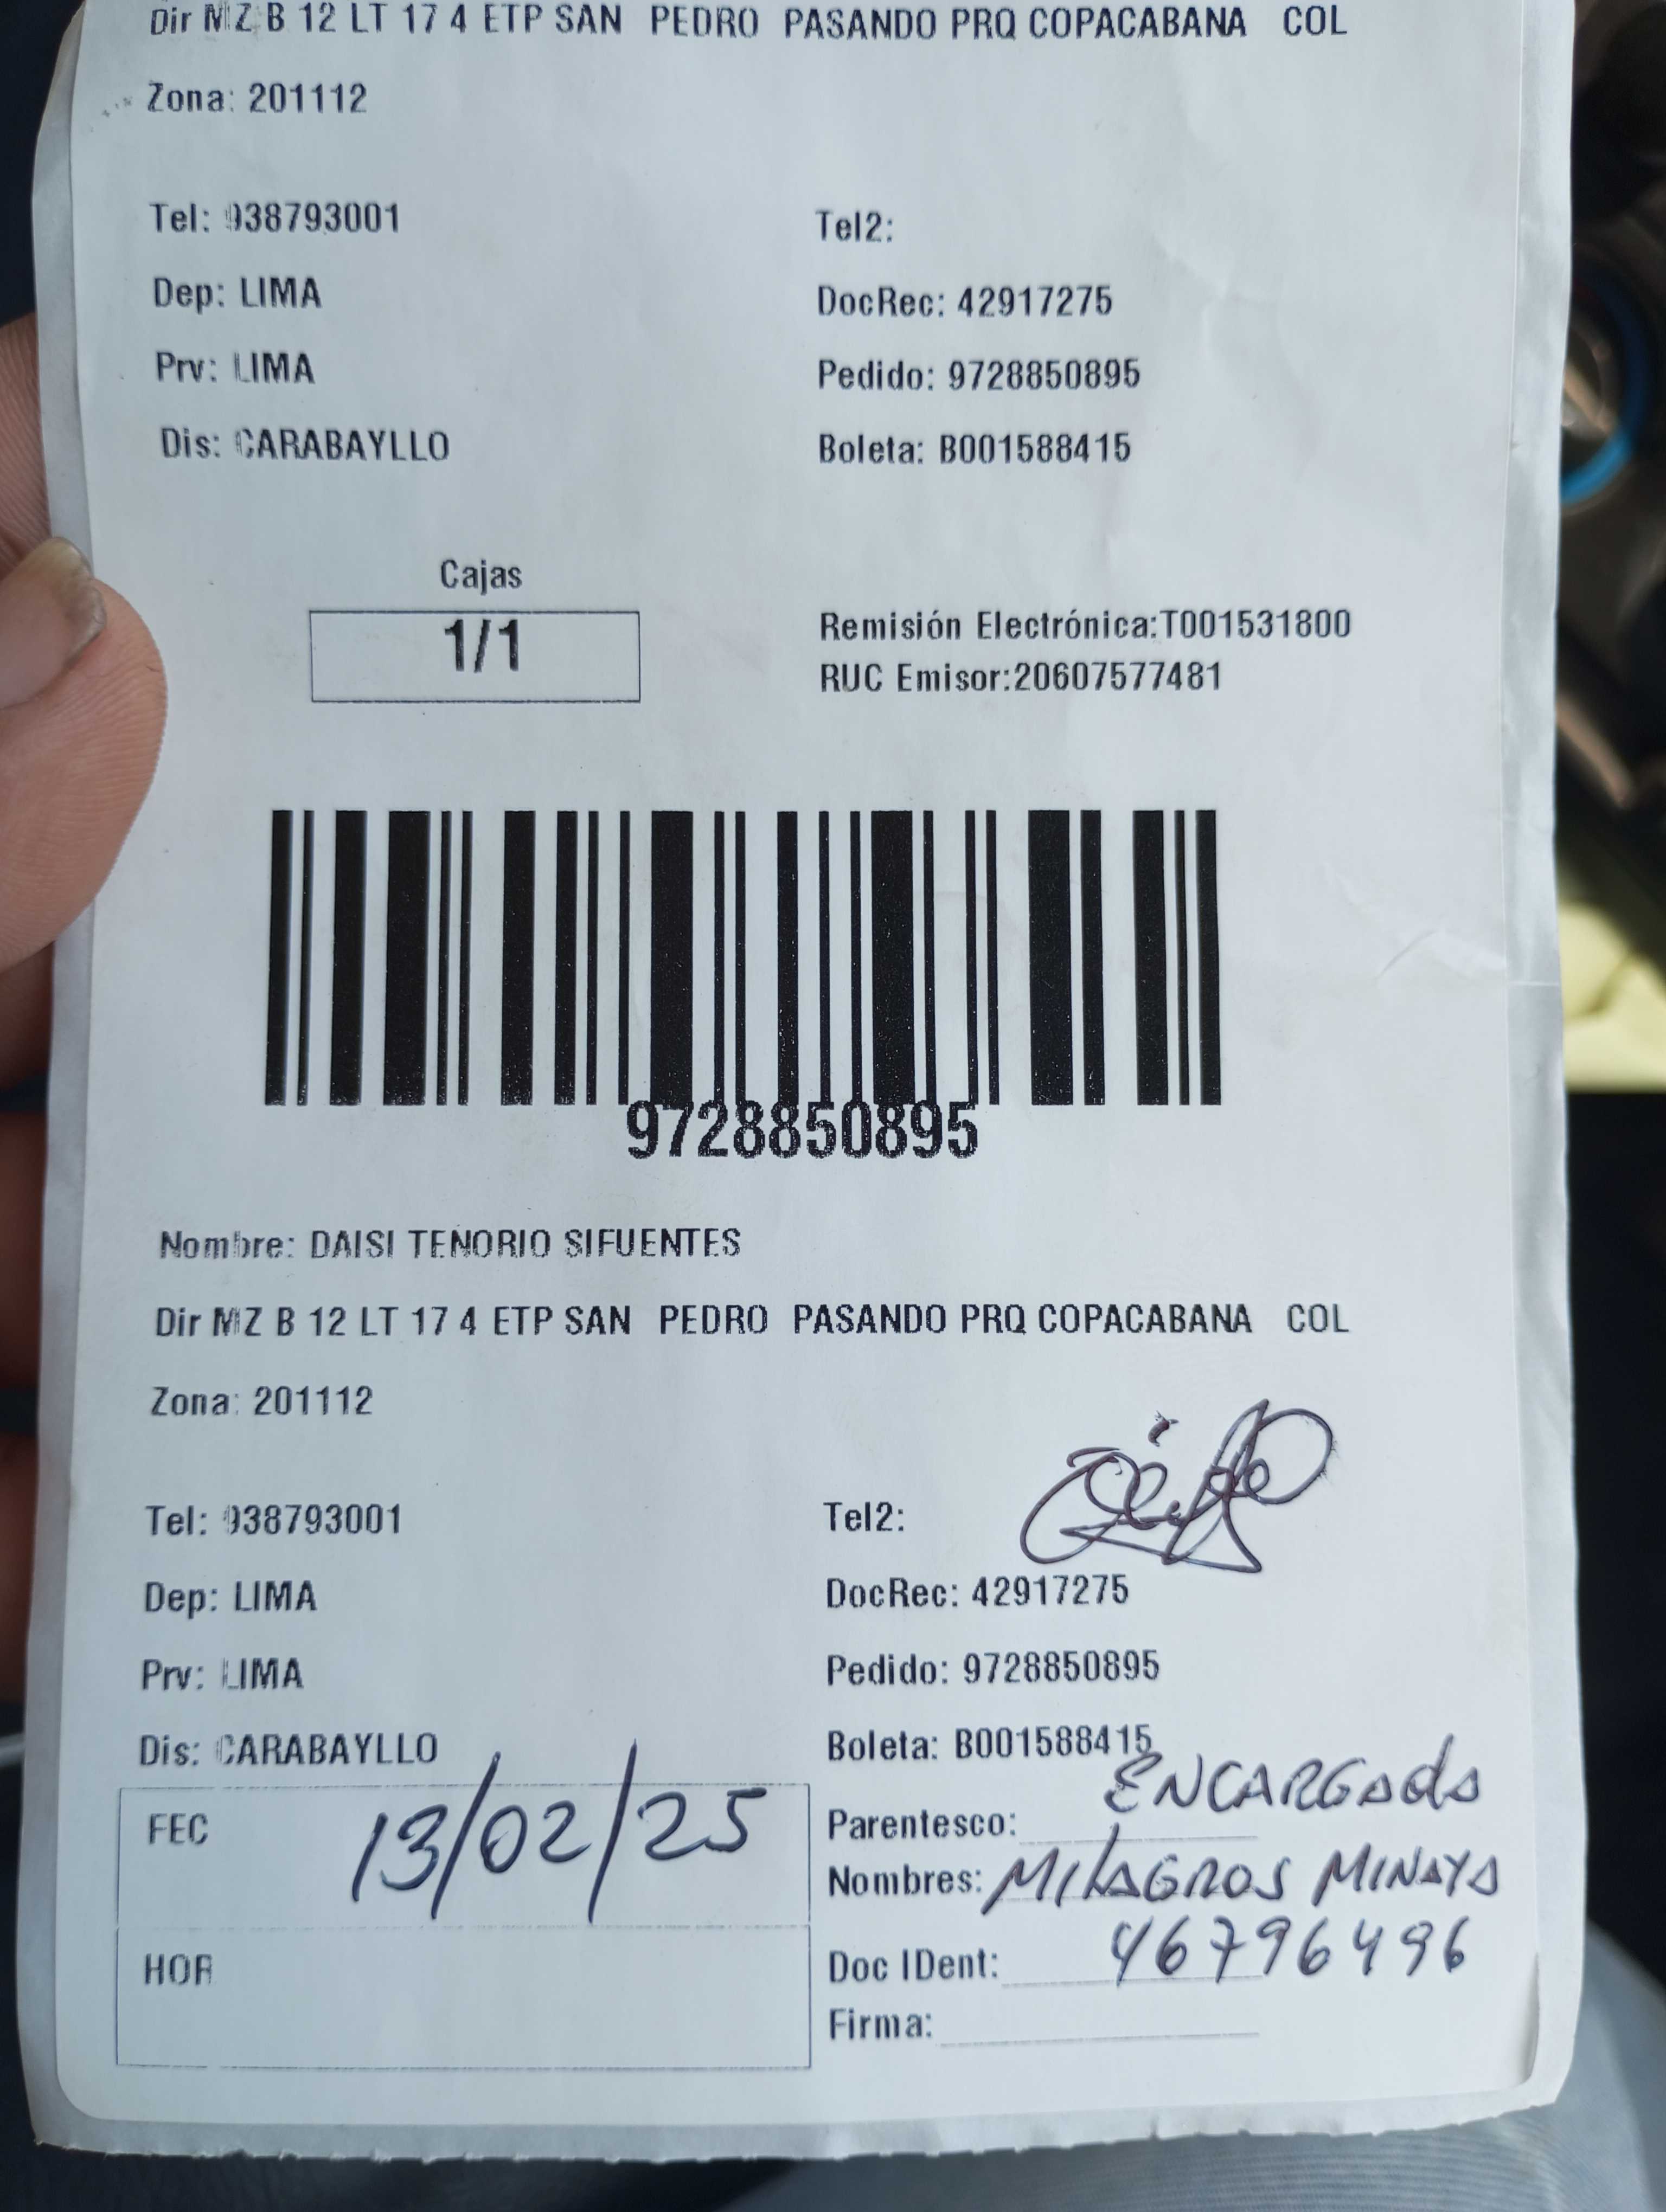 Dir MZ B 12 LT 17 4 ETP SAN PEDRO PASANDO PRQ COPACABANA COL
Zona: 201112
Tel: 938793001 Tel2:
Dep: LIMA DocRec: 42917275
Prv: LIMA Pedido: 9728850895
Dis: CARABAYLLO Boleta: B001588415
Cajas
1/1
Remisión Electrónica:T001531800
RUC Emisor:20607577481
9728850895
Nombre: DAISI TENORIO SIFUENTES
Dir MZ B 12 LT 17 4 ETP SAN PEDRO PASANDO PRQ COPACABANA COL
Zona: 201112
Tel: 938793001 Tel2:
Dep: LIMA DocRec: 42917275
Prv: LIMA Pedido: 9728850895
Dis: CARABAYLLO Boleta: B001588415
FEC 13/02/25
Parentesco: ENCARGADA
Nombres: MILAGROS MINAYA
HOR
Doc IDent: 46796496
Firma: